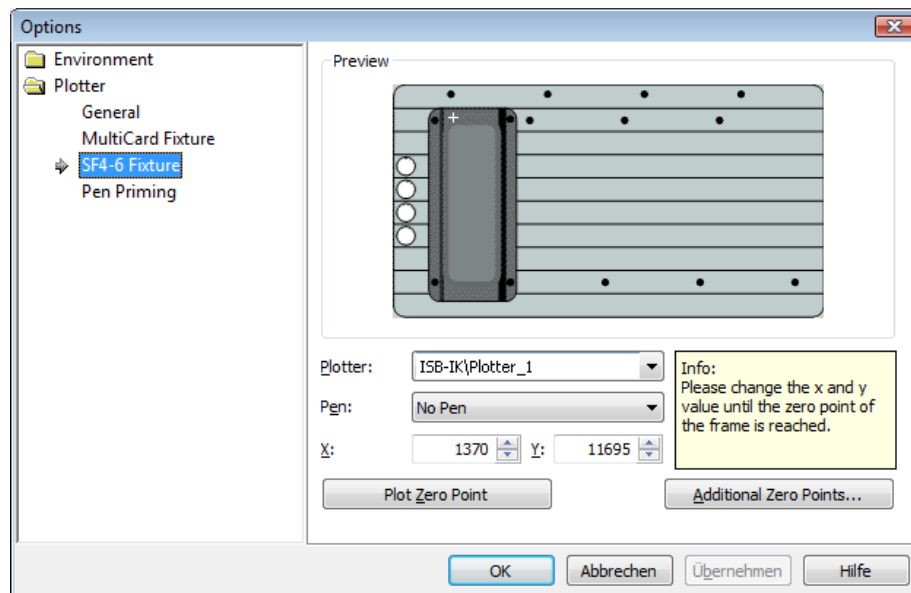 Options
Environment
Plotter
General
MultiCard Fixture
SF4-6 Fixture
Pen Priming
Preview
Plotter: ISB-IK\Plotter_1
Pen: No Pen
X: 1370 Y: 11695
Info:
Please change the x and y
value until the zero point of
the frame is reached.
Plot Zero Point
Additional Zero Points...
OK Abbrechen Übernehmen Hilfe